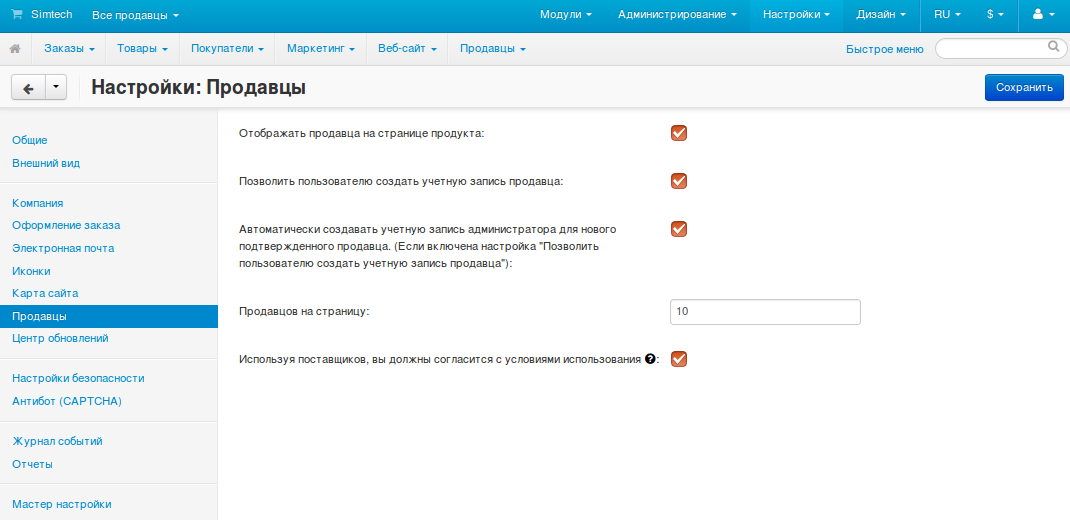 Simtech Все продавцы Модули Администрирование Настройки Дизайн RU $
Заказы Товары Покупатели Маркетинг Веб-сайт Продавцы Быстрое меню
Настройки: Продавцы Сохранить
Общие
Внешний вид
Компания
Оформление заказа
Электронная почта
Иконки
Карта сайта
Продавцы
Центр обновлений
Настройки безопасности
Антибот (CAPTCHA)
Журнал событий
Отчеты
Мастер настройки
Отображать продавца на странице продукта:
Позволить пользователю создать учетную запись продавца:
Автоматически создавать учетную запись администратора для нового
подтвержденного продавца. (Если включена настройка "Позволить
пользователю создать учетную запись продавца"):
Продавцов на страницу: 10
Используя поставщиков, вы должны согласится с условиями использования ?: